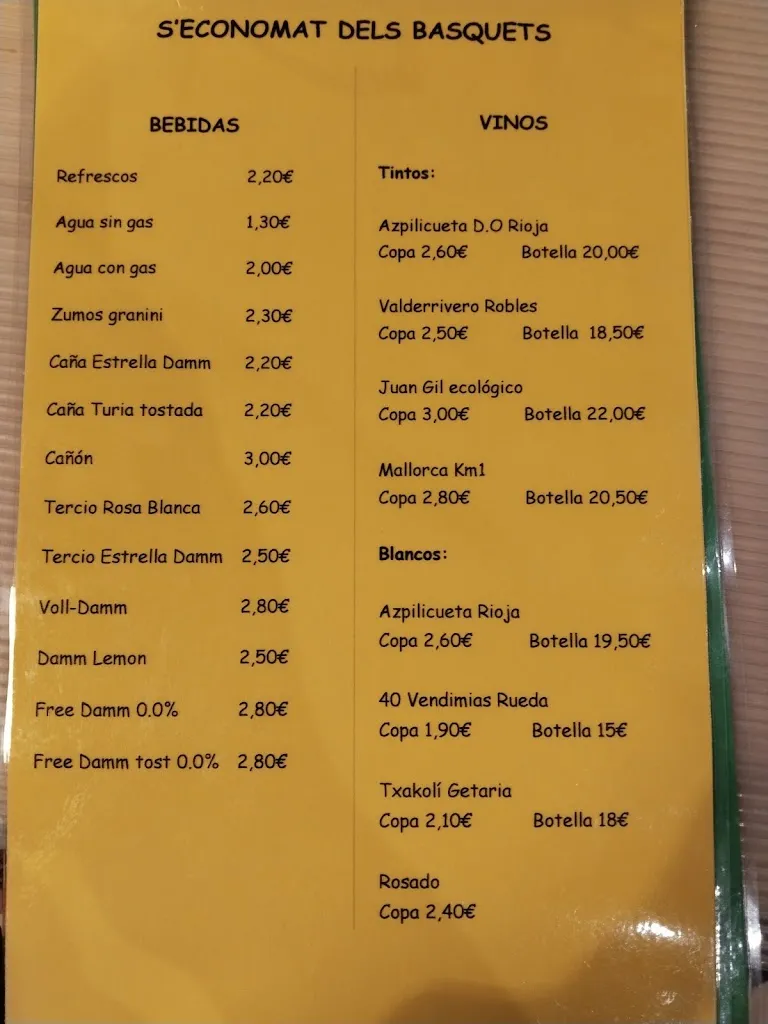 S'ECONOMAT DELS BASQUETS
BEBIDAS
Refrescos 2,20€
Agua sin gas 1,30€
Agua con gas 2,00€
Zumos granini 2,30€
Caña Estrella Damm 2,20€
Caña Turia tostada 2,20€
Cañón 3,00€
Tercio Rosa Blanca 2,60€
Tercio Estrella Damm 2,50€
Voll-Damm 2,80€
Damm Lemon 2,50€
Free Damm 0.0% 2,80€
Free Damm tost 0.0% 2,80€
VINOS
Tintos:
Azpilicueta D.O Rioja
Copa 2,60€ Botella 20,00€
Valderrivero Robles
Copa 2,50€ Botella 18,50€
Juan Gil ecológico
Copa 3,00€ Botella 22,00€
Mallorca Km1
Copa 2,80€ Botella 20,50€
Blancos:
Azpilicueta Rioja
Copa 2,60€ Botella 19,50€
40 Vendimias Rueda
Copa 1,90€ Botella 15€
Txakolí Getaria
Copa 2,10€ Botella 18€
Rosado
Copa 2,40€